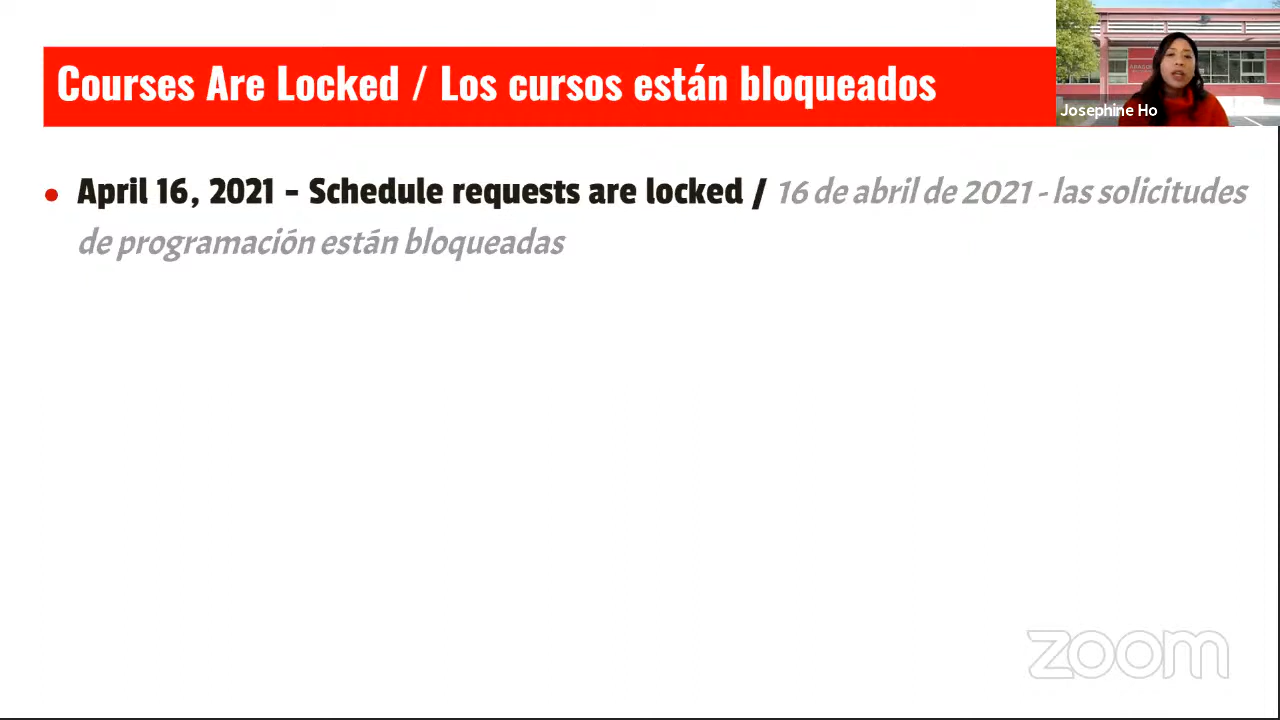 Courses Are Locked / Los cursos están bloqueados
Josephine Ho
• April 16, 2021 - Schedule requests are locked / 16 de abril de 2021 - las solicitudes
de programación están bloqueadas
zoom